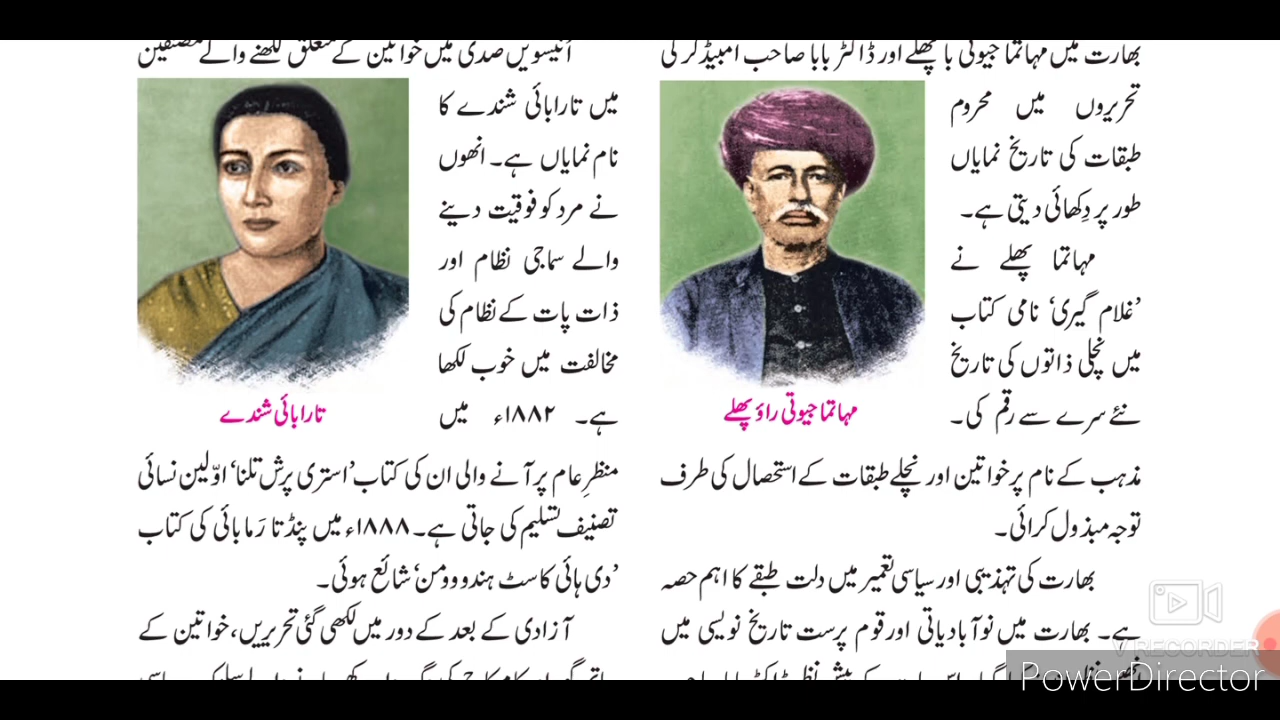 بھارت میں مہاتما جیوتی با پھلے اور ڈاکٹر بابا صاحب امبیڈکر کی
تحریروں میں محروم
طبقات کی تاریخ نمایاں
طور پر دِکھائی دیتی ہے۔
مہاتما پھلے نے
’غلام گیری‘ نامی کتاب
میں نچلی ذاتوں کی تاریخ
نئے سرے سے رقم کی۔
مہاتما جیوتی راؤ پھلے
مذہب کے نام پر خواتین اور نچلے طبقات کے استحصال کی طرف
توجہ مبذول کرائی۔
بھارت کی تہذیبی اور سیاسی تعمیر میں دلت طبقے کا اہم حصہ
ہے۔ بھارت میں نوآبادیاتی اور قوم پرست تاریخ نویسی میں
اُنیسویں صدی میں خواتین کے متعلق لکھنے والے مصنفین
میں تارابائی شندے کا
نام نمایاں ہے۔ انھوں
نے مرد کو فوقیت دینے
والے سماجی نظام اور
ذات پات کے نظام کی
مخالفت میں خوب لکھا
ہے۔ ۱۸۸۲ء میں
تارابائی شندے
منظرِ عام پر آنے والی ان کی کتاب ’استری پرش تلنا‘ اوّلین نسائی
تصنیف تسلیم کی جاتی ہے۔ ۱۸۸۸ء میں پنڈتا رَمابائی کی کتاب
’دی ہائی کاسٹ ہندو وومن‘ شائع ہوئی۔
آزادی کے بعد کے دور میں لکھی گئی تحریریں، خواتین کے
V RECORDER
PowerDirector